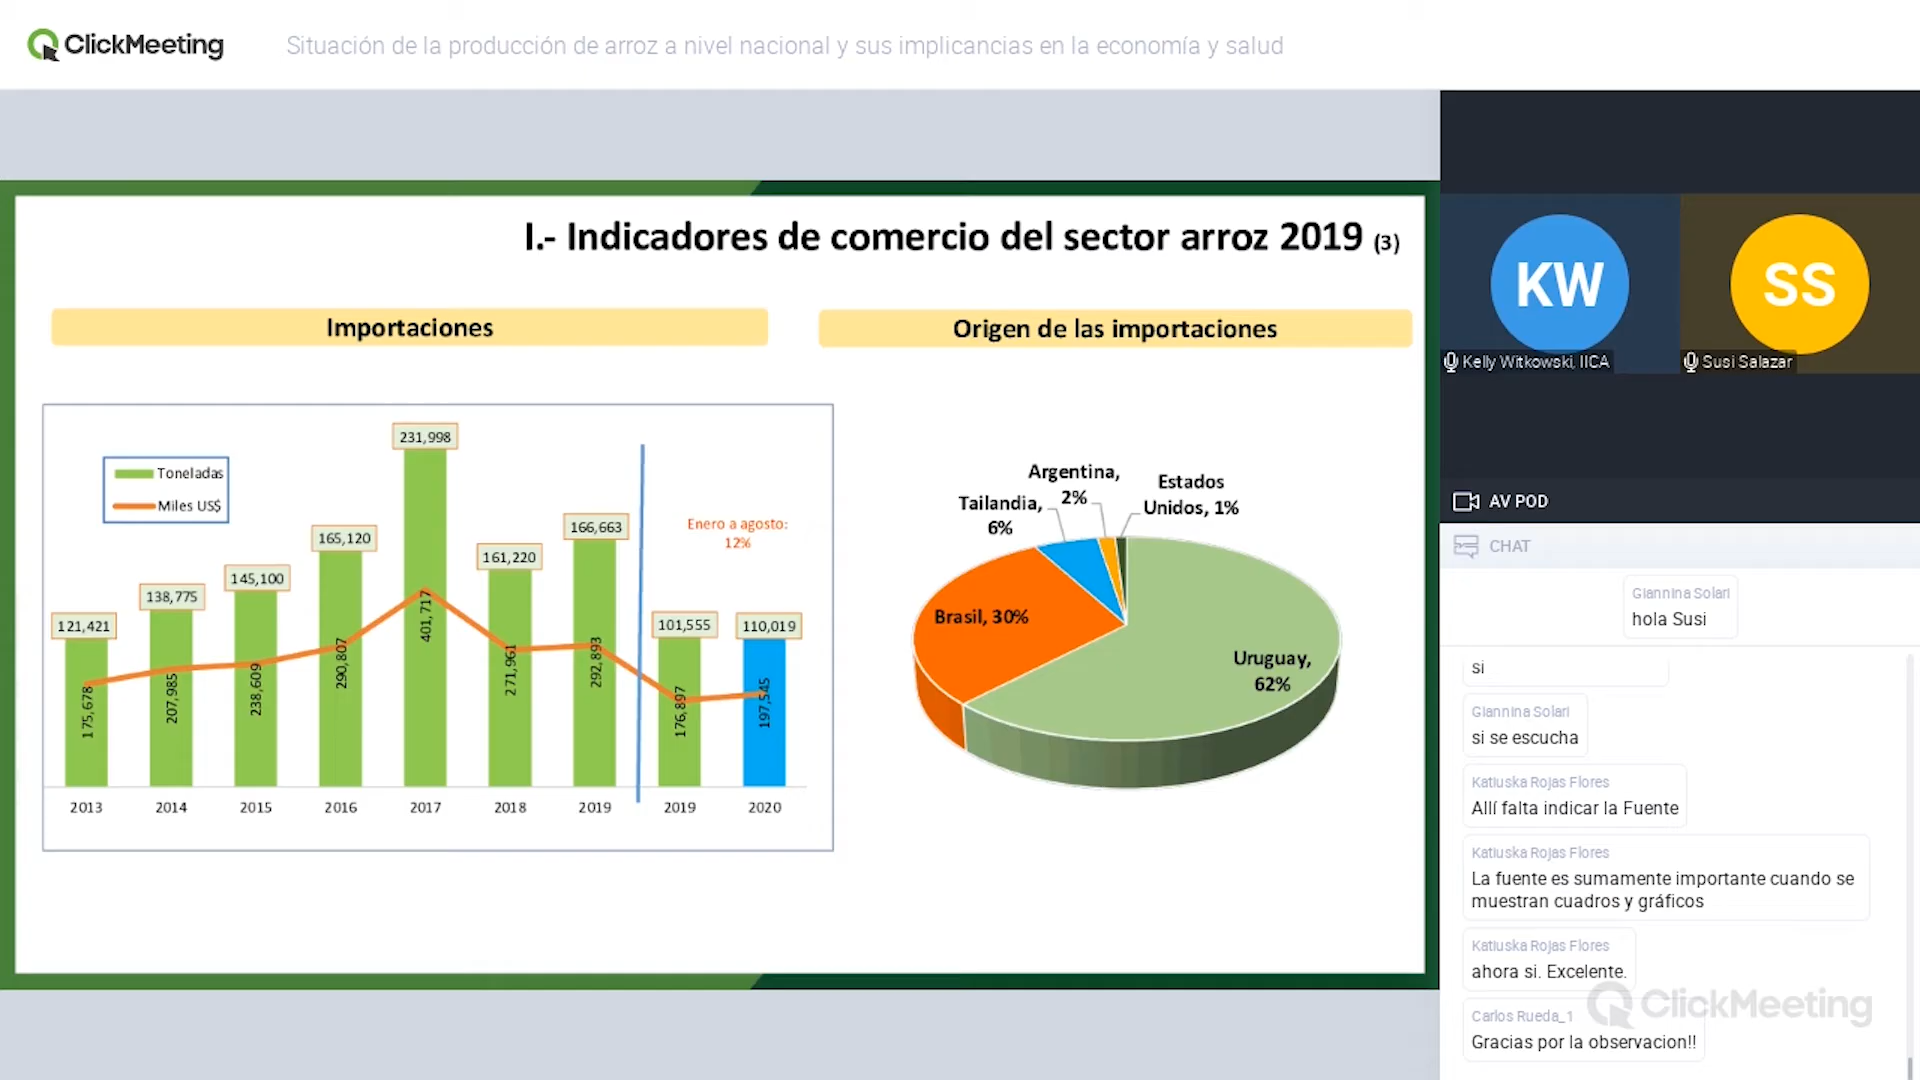 ClickMeeting
Situación de la producción de arroz a nivel nacional y sus implicancias en la economía y salud
I.- Indicadores de comercio del sector arroz 2019 (3)
Importaciones
Origen de las importaciones
Toneladas
Miles US$
121,421
138,775
145,100
165,120
231,998
161,220
166,663
101,555
110,019
Enero a agosto:
12%
175,678
207,985
238,609
290,807
401,717
271,961
292,893
176,897
197,545
2013
2014
2015
2016
2017
2018
2019
2019
2020
Argentina,
2%
Estados
Unidos, 1%
Tailandia,
6%
Brasil, 30%
Uruguay,
62%
KW
SS
Kelly Witkowski, IICA
Susi Salazar
AV POD
CHAT
Giannina Solari
hola Susi
si
Giannina Solari
si se escucha
Katiuska Rojas Flores
Allí falta indicar la Fuente
Katiuska Rojas Flores
La fuente es sumamente importante cuando se
muestran cuadros y gráficos
Katiuska Rojas Flores
ahora si. Excelente.
Carlos Rueda_1
Gracias por la observacion!!
ClickMeeting